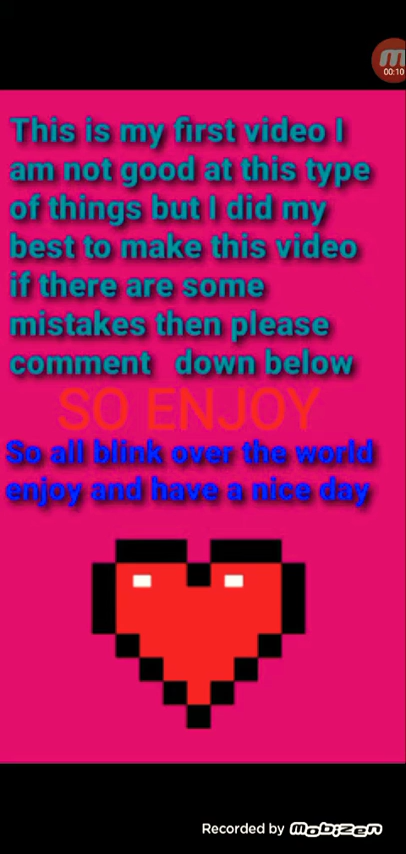 00:10
This is my first video I
am not good at this type
of things but I did my
best to make this video
if there are some
mistakes then please
comment   down below
SO ENJOY
So all blink over the world
enjoy and have a nice day
Recorded by Mobizen